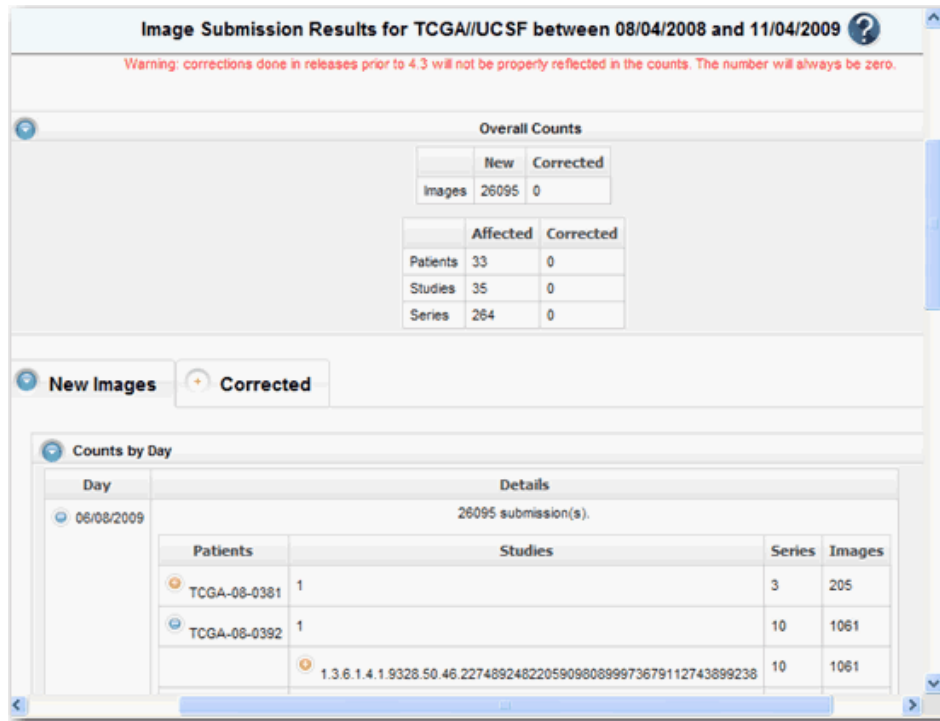 Image Submission Results for TCGA//UCSF between 08/04/2008 and 11/04/2009 ?
Warning: corrections done in releases prior to 4.3 will not be properly reflected in the counts. The number will always be zero.
Overall Counts
New Corrected
Images 26095 0
Affected Corrected
Patients 33 0
Studies 35 0
Series 264 0
New Images Corrected
Counts by Day
Day Details
06/08/2009 26095 submission(s).
Patients Studies Series Images
TCGA-08-0381 1 3 205
TCGA-08-0392 1 10 1061
1.3.6.1.4.1.9328.50.46.227489248220590980899973679112743899238 10 1061